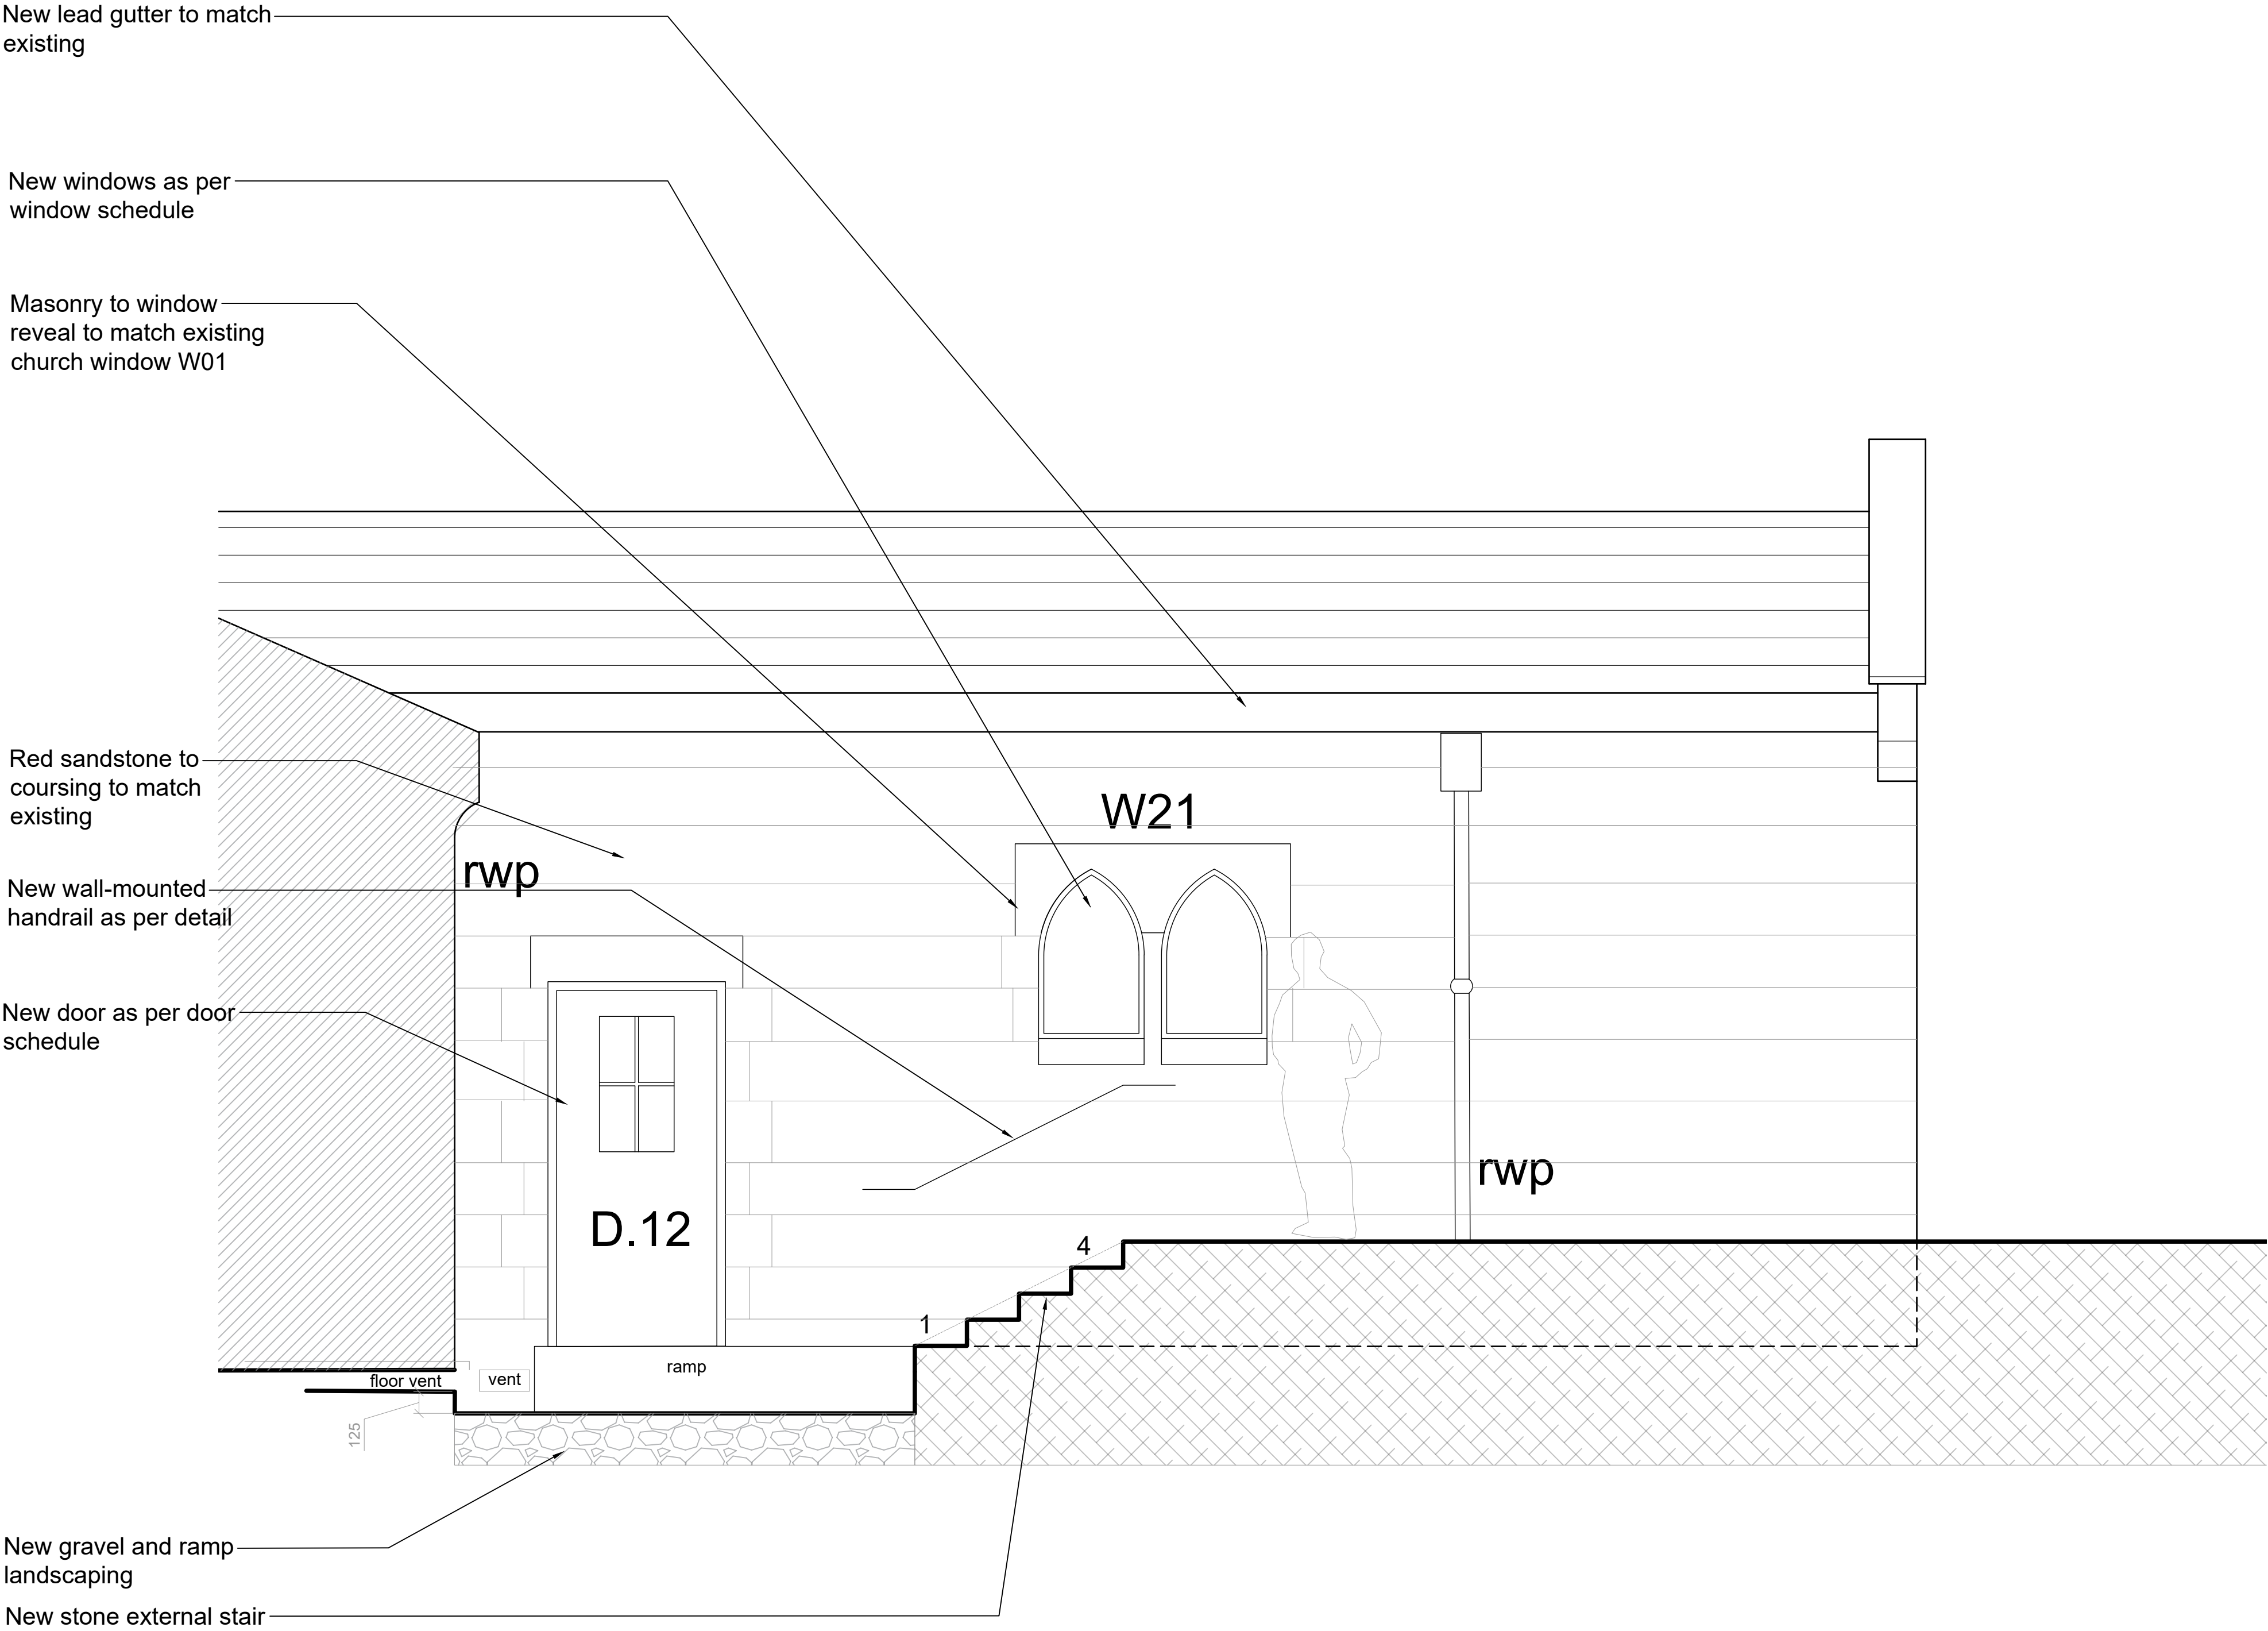 New lead gutter to match
existing
New windows as per
window schedule
Masonry to window
reveal to match existing
church window W01
Red sandstone to
coursing to match
existing
W21
rwp
New wall-mounted
handrail as per detail
New door as per door
schedule
rwp
D.12
4
1
ramp
floor vent
vent
125
New gravel and ramp
landscaping
New stone external stair